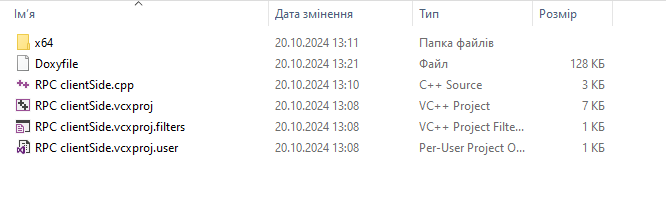 Ім'я Дата змінення Тип Розмір
x64 20.10.2024 13:11 Папка файлів
Doxyfile 20.10.2024 13:21 Файл 128 КБ
RPC clientSide.cpp 20.10.2024 13:10 C++ Source 3 КБ
RPC clientSide.vcxproj 20.10.2024 13:08 VC++ Project 7 КБ
RPC clientSide.vcxproj.filters 20.10.2024 13:08 VC++ Project Filte... 1 КБ
RPC clientSide.vcxproj.user 20.10.2024 13:08 Per-User Project O... 1 КБ